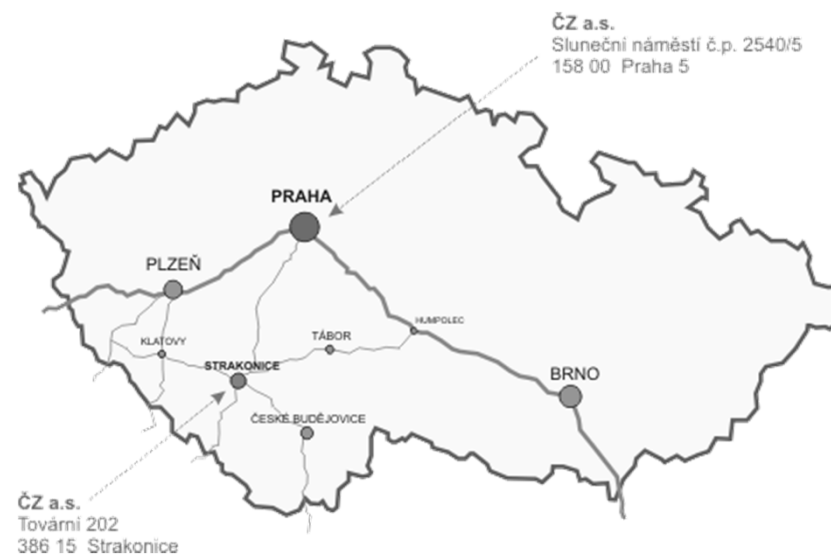 ČZ a.s.
Sluneční náměstí č.p. 2540/5
158 00 Praha 5
PRAHA
PLZEŇ
HUMPOLEC
KLATOVY
TÁBOR
STRAKONICE
BRNO
ČESKÉ BUDĚJOVICE
ČZ a.s.
Tovární 202
386 15 Strakonice